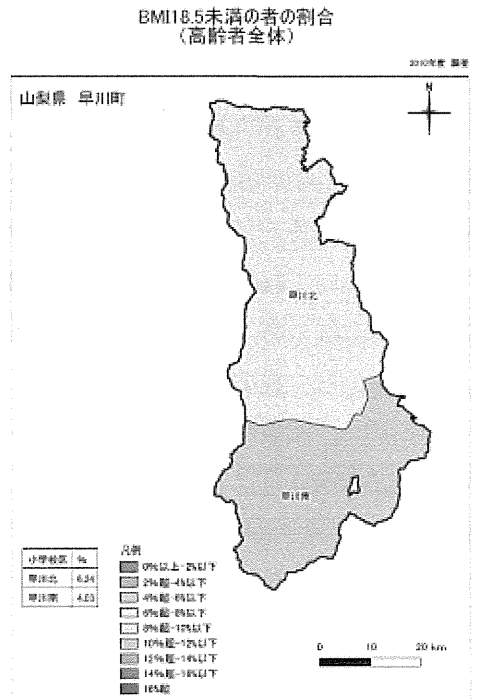 BMI18.5未満の者の割合
(高齢者全体)
2010年度 調査
山梨県 早川町
N
早川北
早川南
小学校区 %
早川北 6.24
早川南 4.03
凡例
0%以上-2%以下
2%超-4%以下
4%超-6%以下
6%超-8%以下
8%超-10%以下
10%超-12%以下
12%超-14%以下
14%超-16%以下
16%超
0 10 20 km